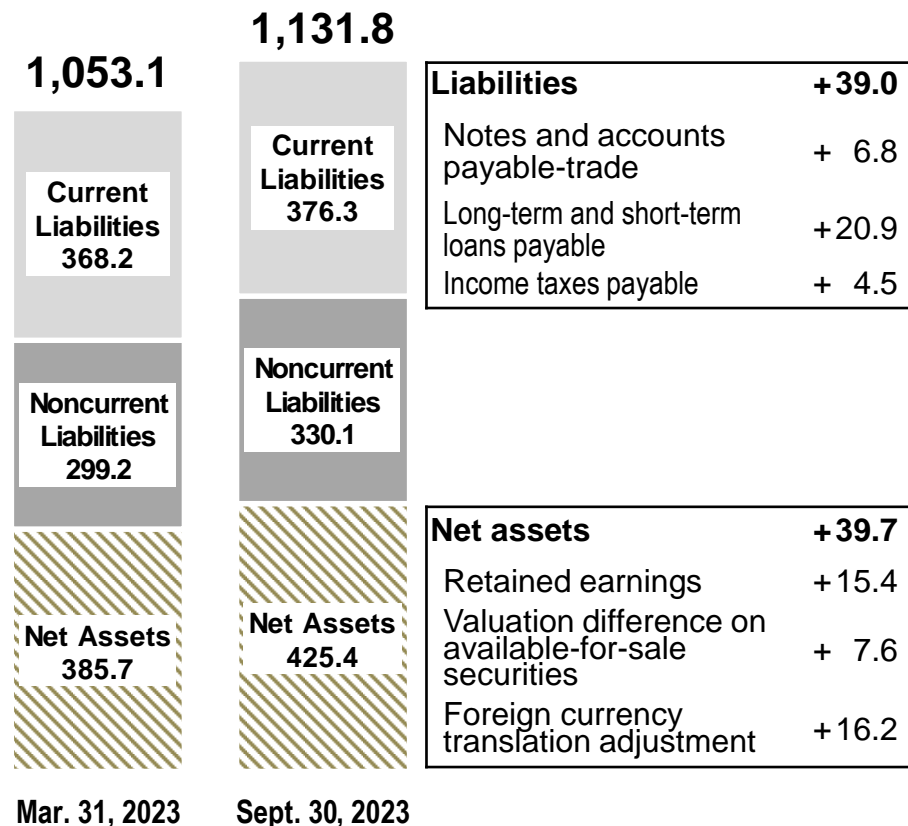 1,053.1
Current
Liabilities
368.2
Noncurrent
Liabilities
299.2
Net Assets
385.7
Mar. 31, 2023
1,131.8
Current
Liabilities
376.3
Noncurrent
Liabilities
330.1
Net Assets
425.4
Sept. 30, 2023
Liabilities +39.0
Notes and accounts
payable-trade + 6.8
Long-term and short-term
loans payable +20.9
Income taxes payable + 4.5
Net assets +39.7
Retained earnings +15.4
Valuation difference on
available-for-sale + 7.6
securities
Foreign currency
translation adjustment +16.2